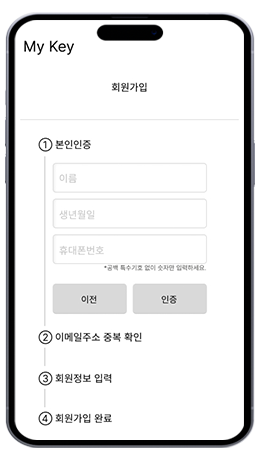 My Key
회원가입
① 본인인증
이름
생년월일
휴대폰번호
*공백 특수기호 없이 숫자만 입력하세요.
이전 인증
② 이메일주소 중복 확인
③ 회원정보 입력
④ 회원가입 완료